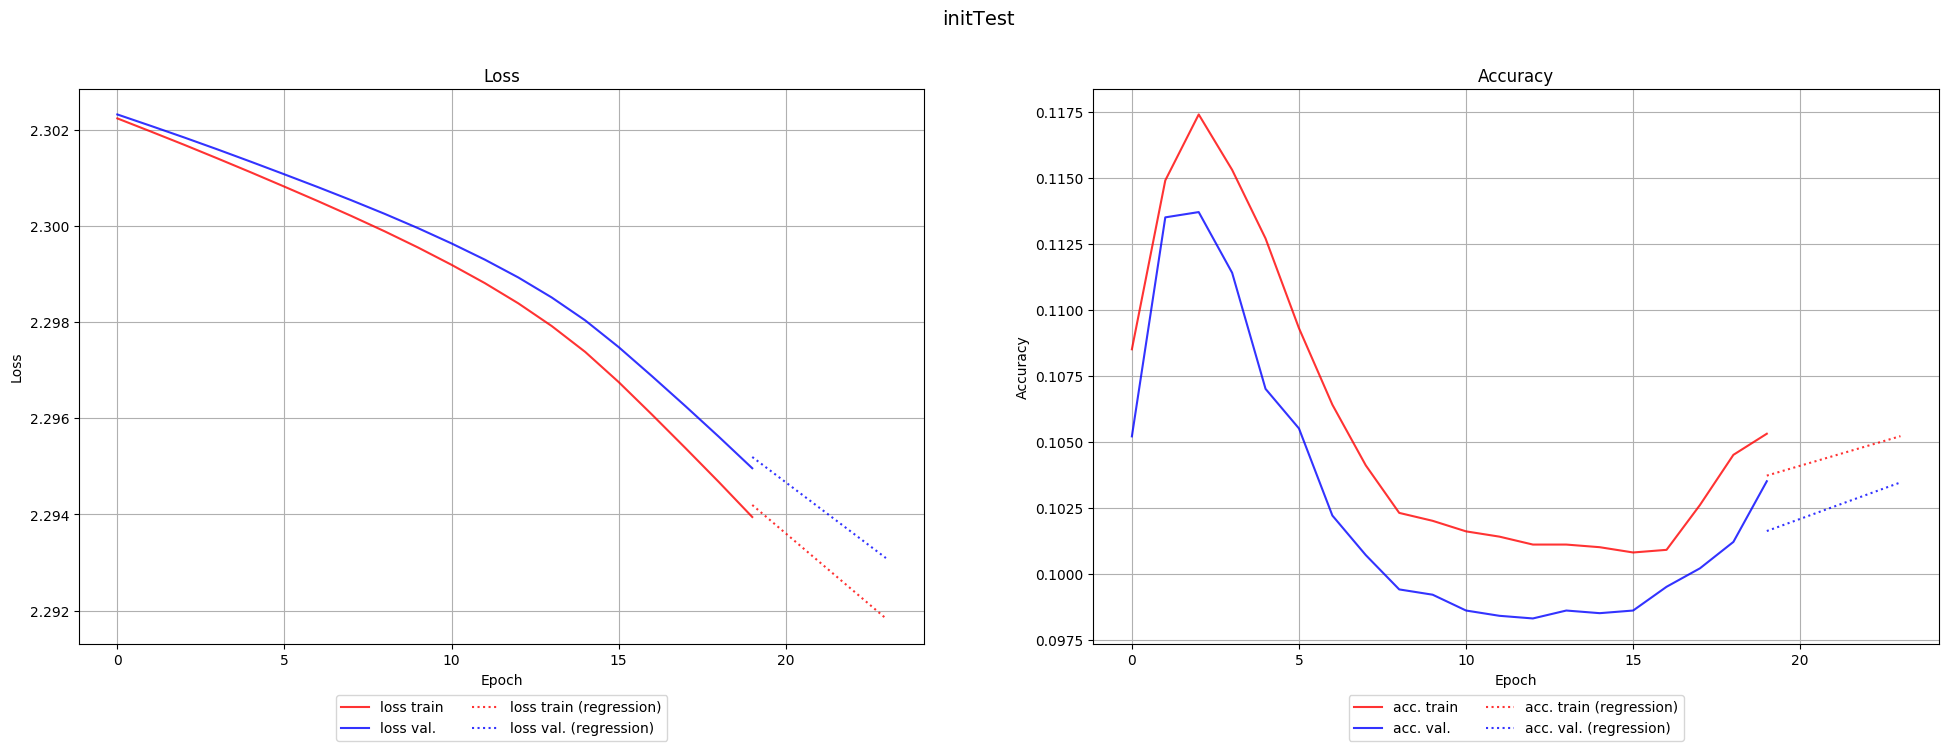 initTest
Loss
2.302
2.300
2.298
2.296
2.294
2.292
Loss
0 5 10 15 20
Epoch
loss train loss train (regression)
loss val. loss val. (regression)
Accuracy
0.1175
0.1150
0.1125
0.1100
0.1075
0.1050
0.1025
0.1000
0.0975
Accuracy
0 5 10 15 20
Epoch
acc. train acc. train (regression)
acc. val. acc. val. (regression)